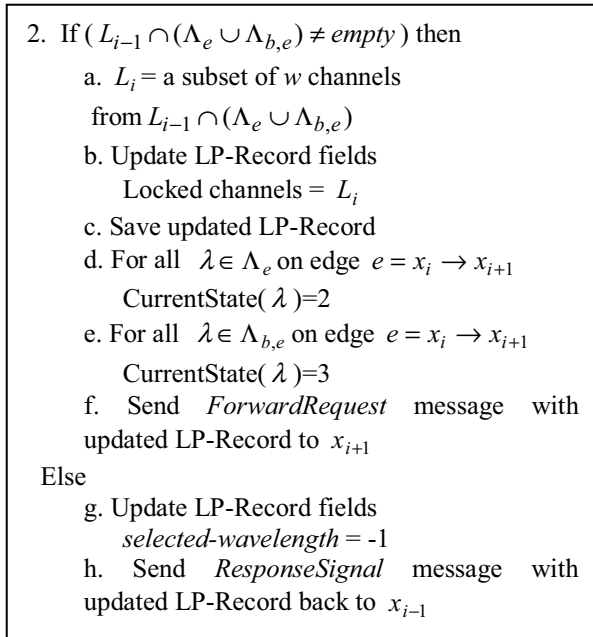 2. If ( L_{i-1} ∩ (Λ_e ∪ Λ_{b,e}) ≠ empty ) then
a. L_i = a subset of w channels
from L_{i-1} ∩ (Λ_e ∪ Λ_{b,e})
b. Update LP-Record fields
Locked channels = L_i
c. Save updated LP-Record
d. For all λ ∈ Λ_e on edge e = x_i → x_{i+1}
CurrentState( λ )=2
e. For all λ ∈ Λ_{b,e} on edge e = x_i → x_{i+1}
CurrentState( λ )=3
f. Send ForwardRequest message with
updated LP-Record to x_{i+1}
Else
g. Update LP-Record fields
selected-wavelength = -1
h. Send ResponseSignal message with
updated LP-Record back to x_{i-1}